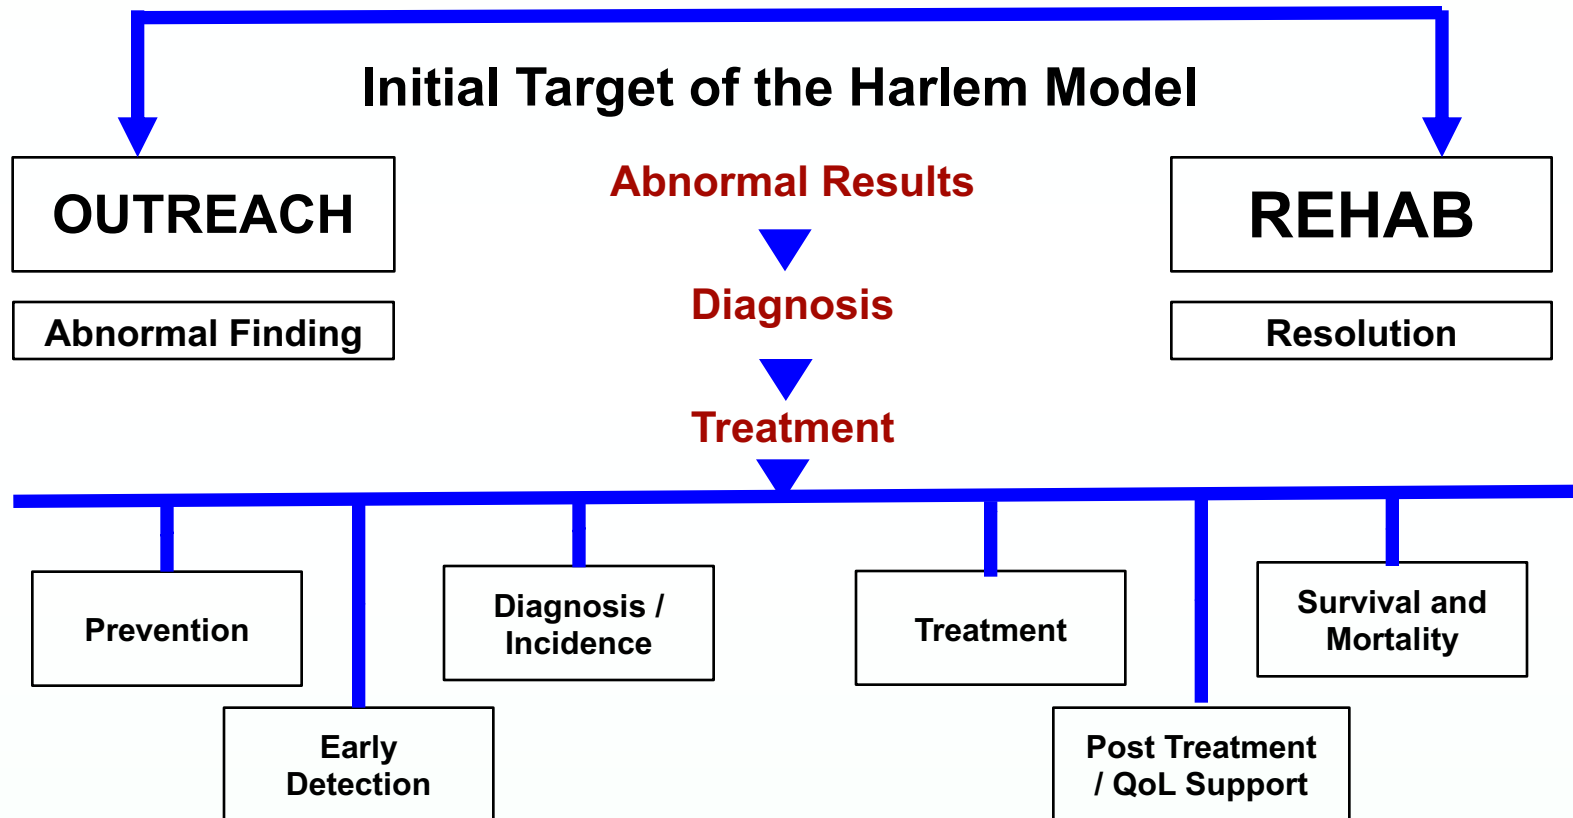 Initial Target of the Harlem Model
OUTREACH
Abnormal Finding
Abnormal Results
Diagnosis
Treatment
REHAB
Resolution
Prevention
Early
Detection
Diagnosis /
Incidence
Treatment
Post Treatment
/ QoL Support
Survival and
Mortality